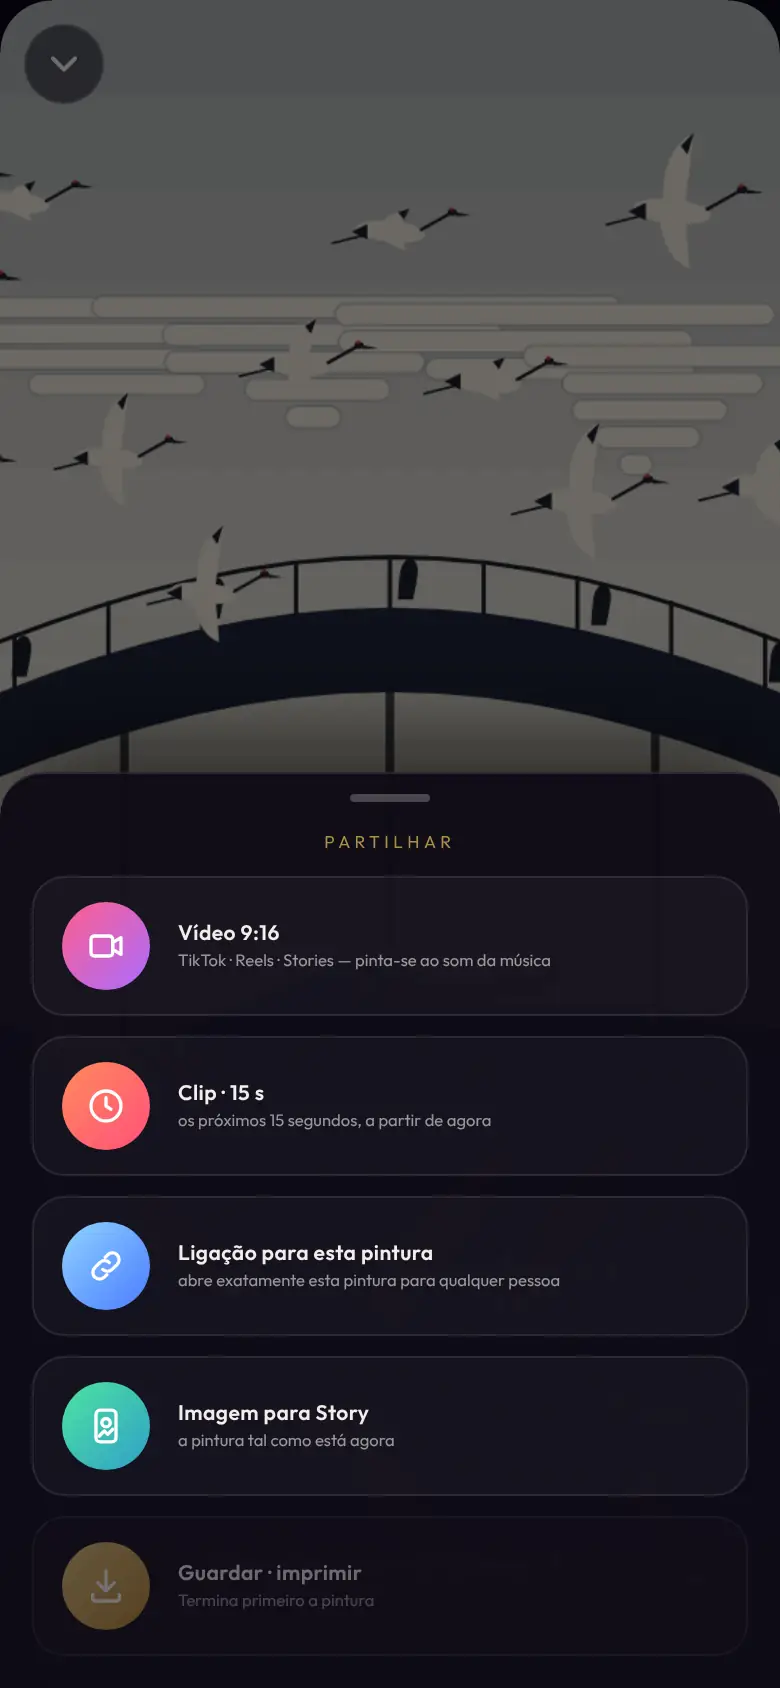 PARTILHAR
Vídeo 9:16
TikTok · Reels · Stories — pinta-se ao som da música
Clip · 15 s
os próximos 15 segundos, a partir de agora
Ligação para esta pintura
abre exatamente esta pintura para qualquer pessoa
Imagem para Story
a pintura tal como está agora
Guardar · imprimir
Termina primeiro a pintura